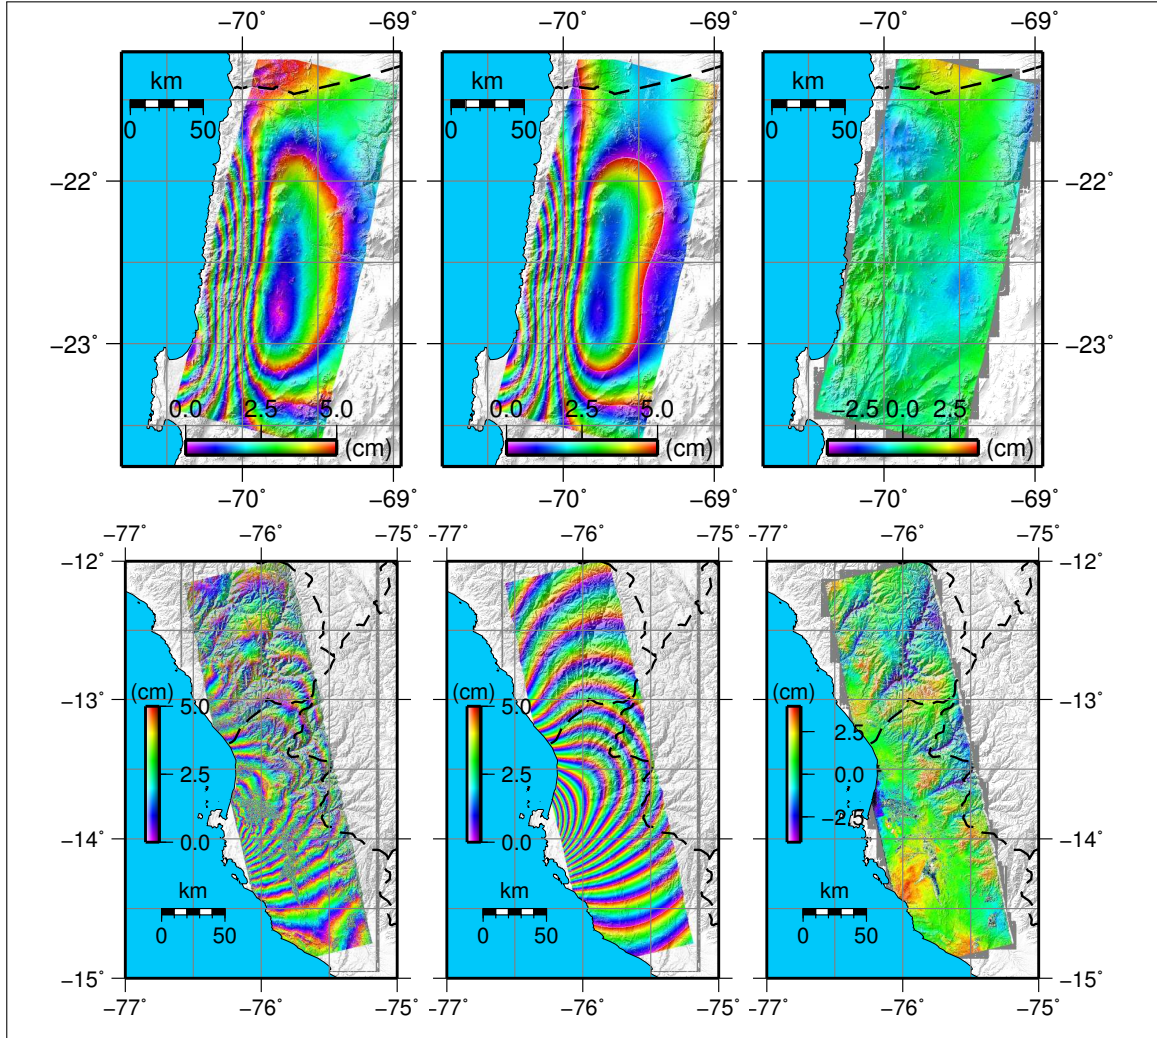 −70˚ −69˚ −70˚ −69˚ −70˚ −69˚
km km km
0 50 0 50 0 50
−22˚ −22˚
−23˚ −23˚
0.0 2.5 5.0 0.0 2.5 5.0 −2.5 0.0 2.5
(cm) (cm) (cm)
−70˚ −69˚ −70˚ −69˚ −70˚ −69˚
−77˚ −76˚ −75˚ −77˚ −76˚ −75˚ −77˚ −76˚ −75˚
−12˚ −12˚
−13˚ −13˚
(cm) (cm) (cm)
5.0 5.0 2.5
2.5 2.5 0.0
0.0 0.0 −2.5
−14˚ −14˚
km km km
0 50 0 50 0 50
−15˚ −15˚
−77˚ −76˚ −75˚ −77˚ −76˚ −75˚ −77˚ −76˚ −75˚